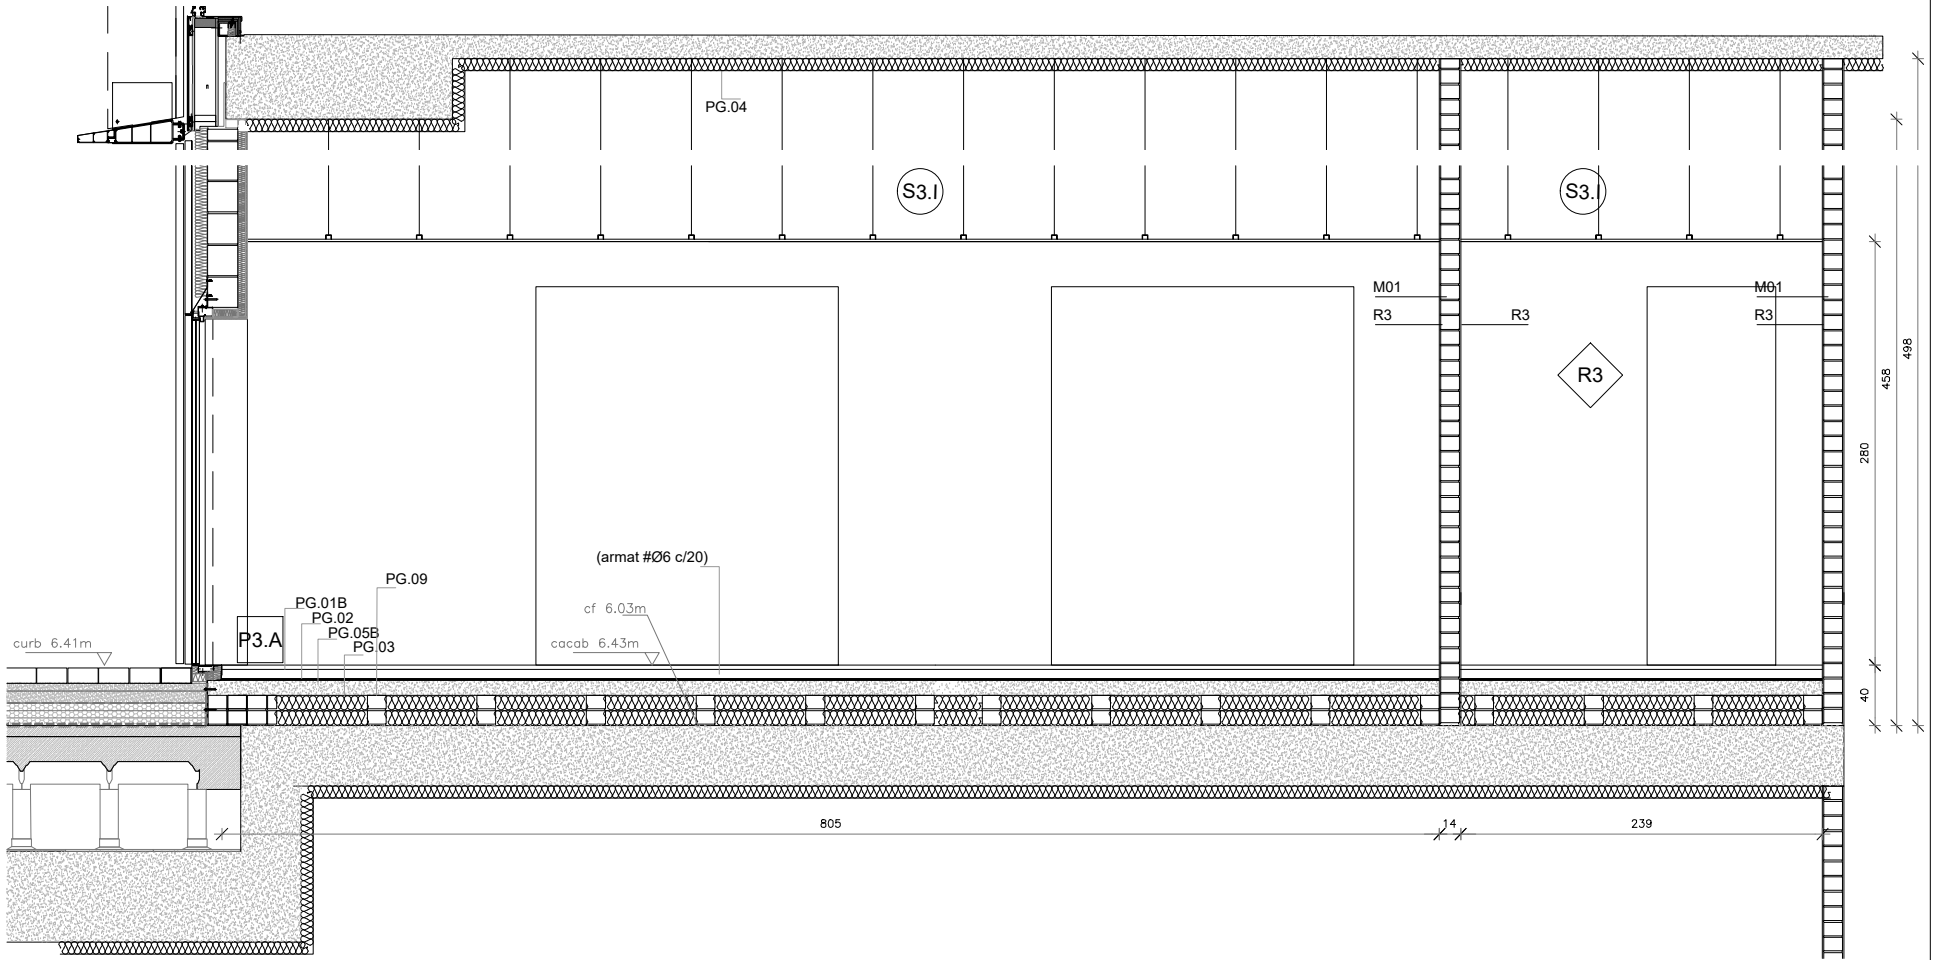 PG.04
S3.I
S3.I
M01
M01
R3
R3
R3
R3
498
458
280
(armat #Ø6 c/20)
PG.09
PG.01B
cf 6.03m
PG.02
PG.05B
P3.A
curb 6.41m
cacab 6.43m
PG.03
40
805
14
239